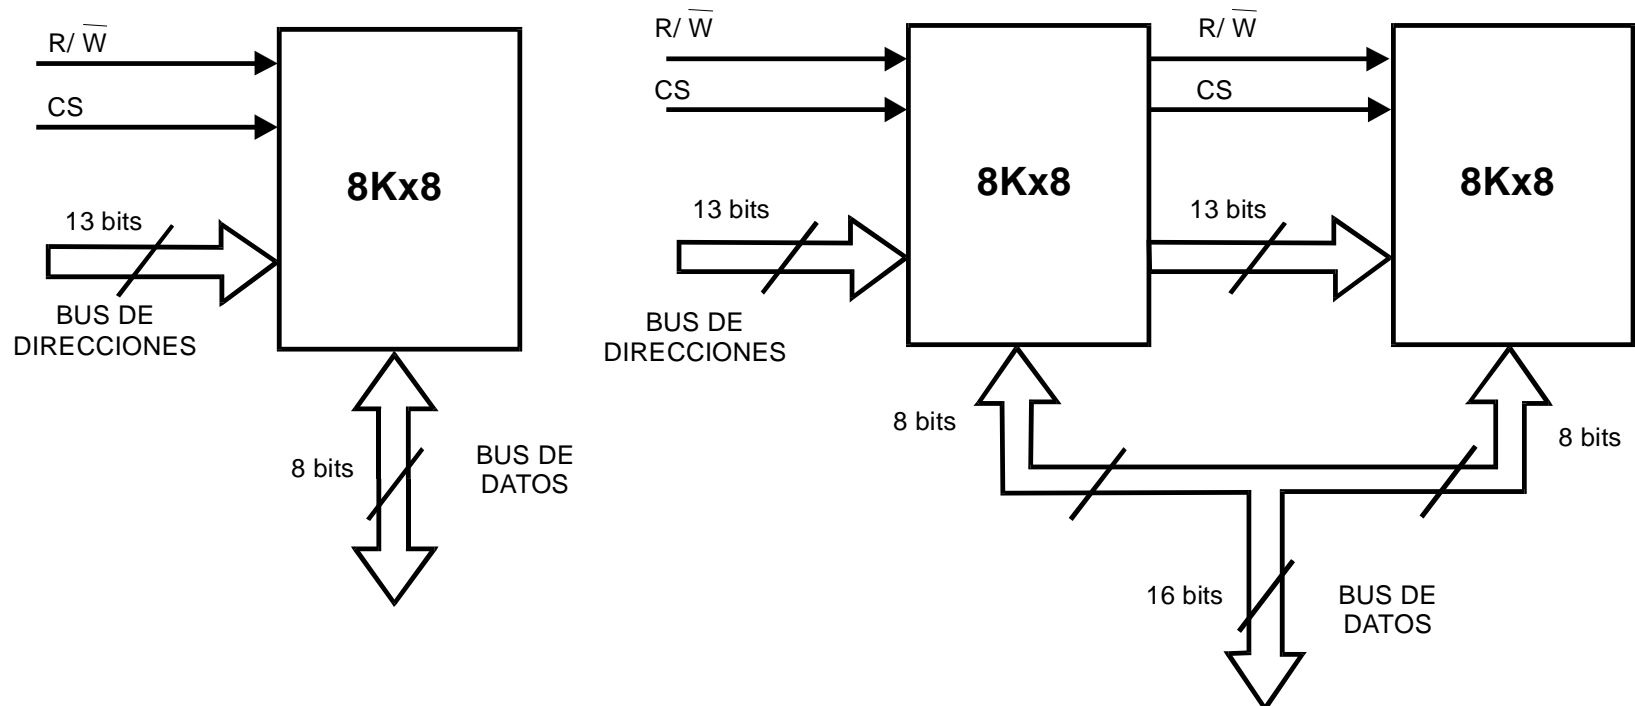 R/ W
CS
8Kx8
13 bits
BUS DE
DIRECCIONES
8 bits
BUS DE
DATOS
R/ W
CS
8Kx8
13 bits
BUS DE
DIRECCIONES
R/ W
CS
8Kx8
13 bits
8 bits
8 bits
16 bits
BUS DE
DATOS